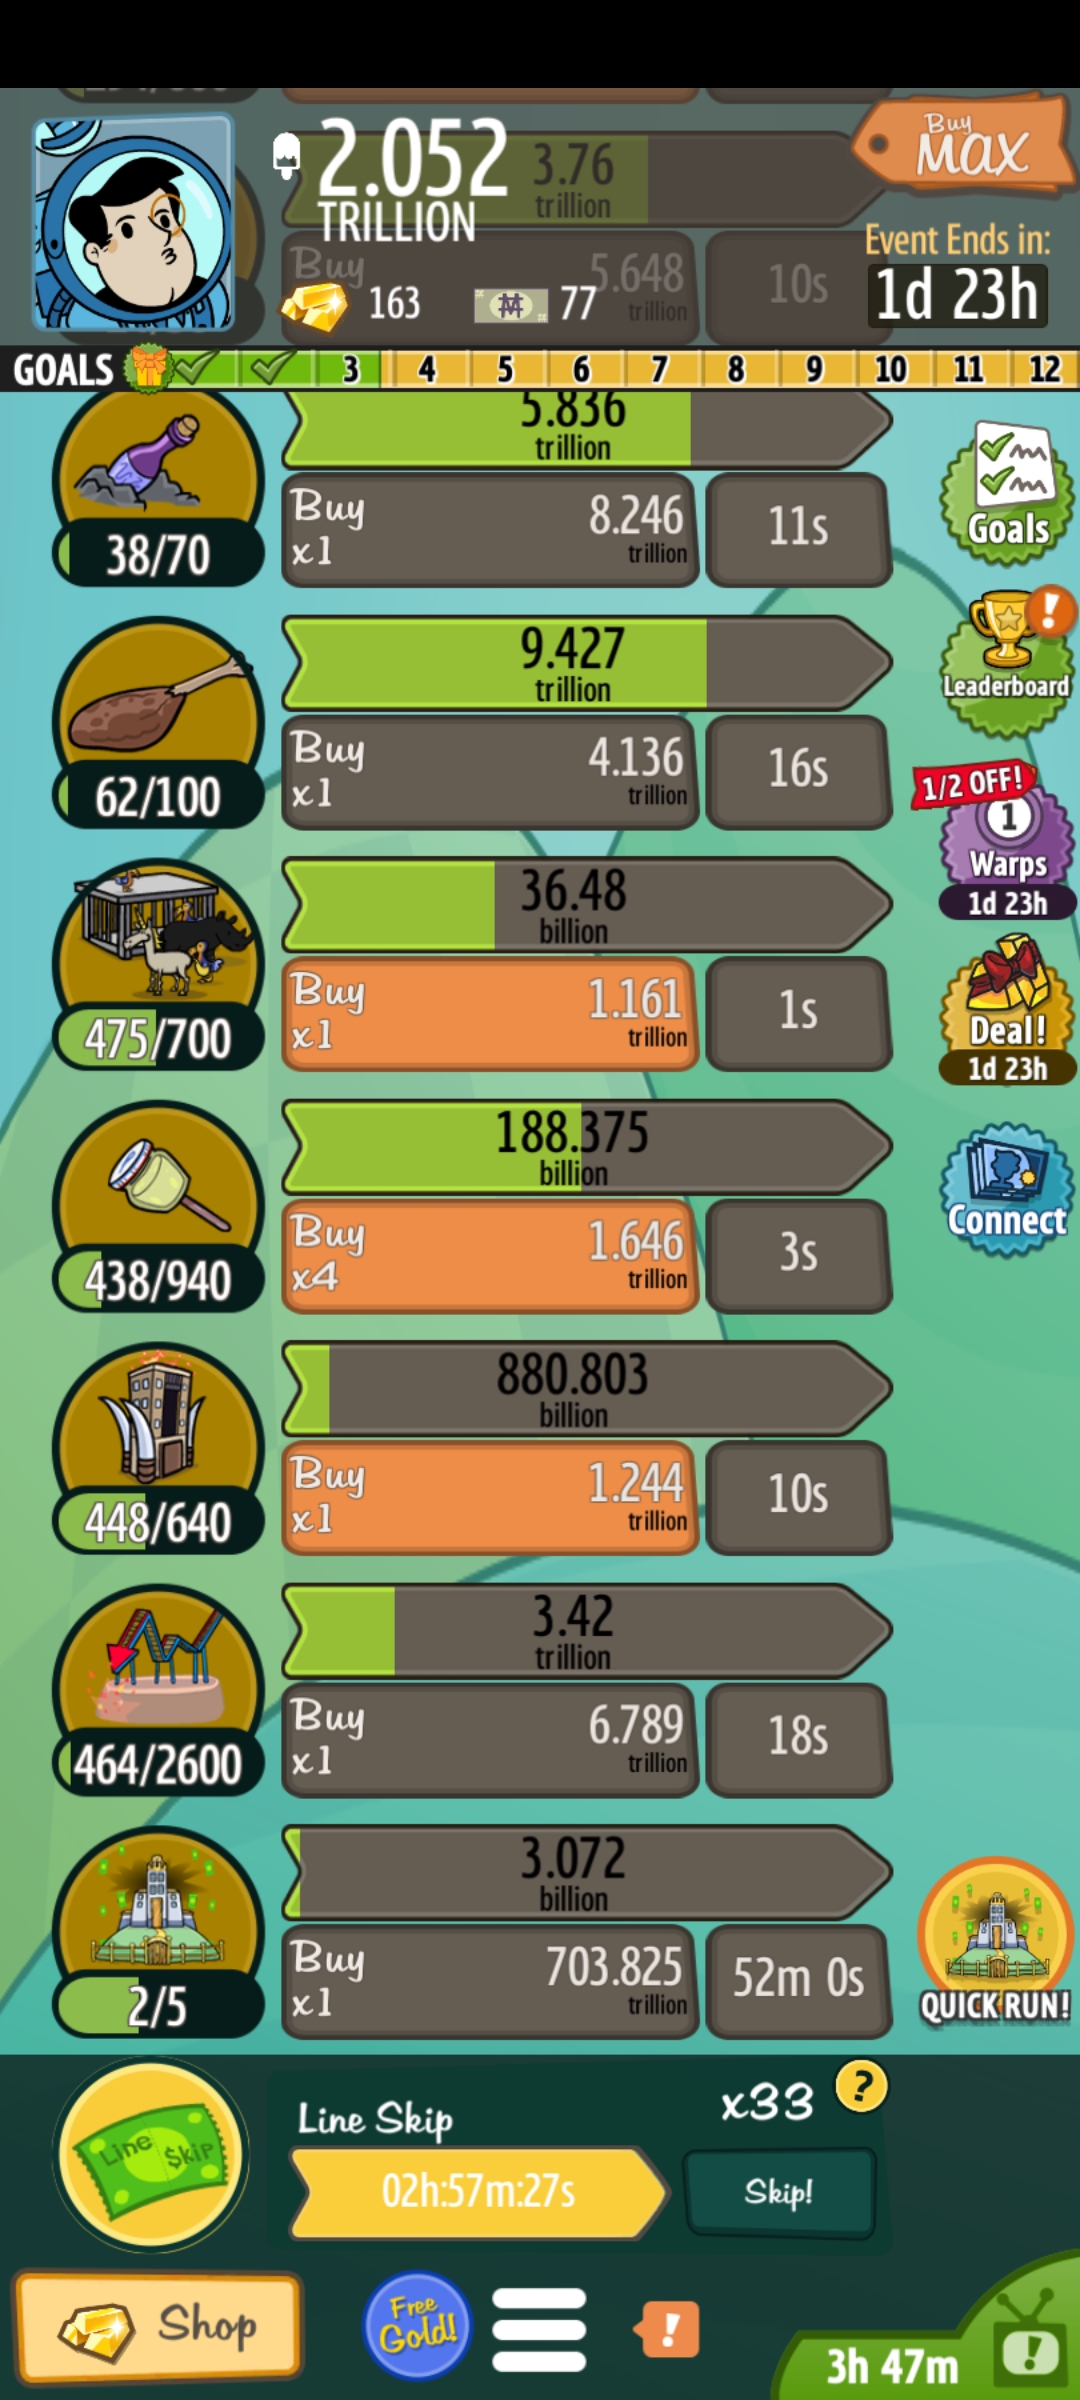 2.052
TRILLION
3.76
trillion
Buy
MAX
Buy
5.648
trillion
10s
163
77
Event Ends in:
1d 23h
GOALS 3 4 5 6 7 8 9 10 11 12
5.836
trillion
38/70
Buy
x1
8.246
trillion
11s
Goals
9.427
trillion
62/100
Buy
x1
4.136
trillion
16s
Leaderboard
1/2 OFF!
1
Warps
1d 23h
36.48
billion
475/700
Buy
x1
1.161
trillion
1s
Deal!
1d 23h
188.375
billion
438/940
Buy
x4
1.646
trillion
3s
Connect
880.803
billion
448/640
Buy
x1
1.244
trillion
10s
3.42
trillion
464/2600
Buy
x1
6.789
trillion
18s
3.072
billion
2/5
Buy
x1
703.825
trillion
52m 0s
QUICK RUN!
Line Skip
Line Skip
x33
?
02h:57m:27s
Skip!
Shop
Free
Gold!
!
3h 47m
!